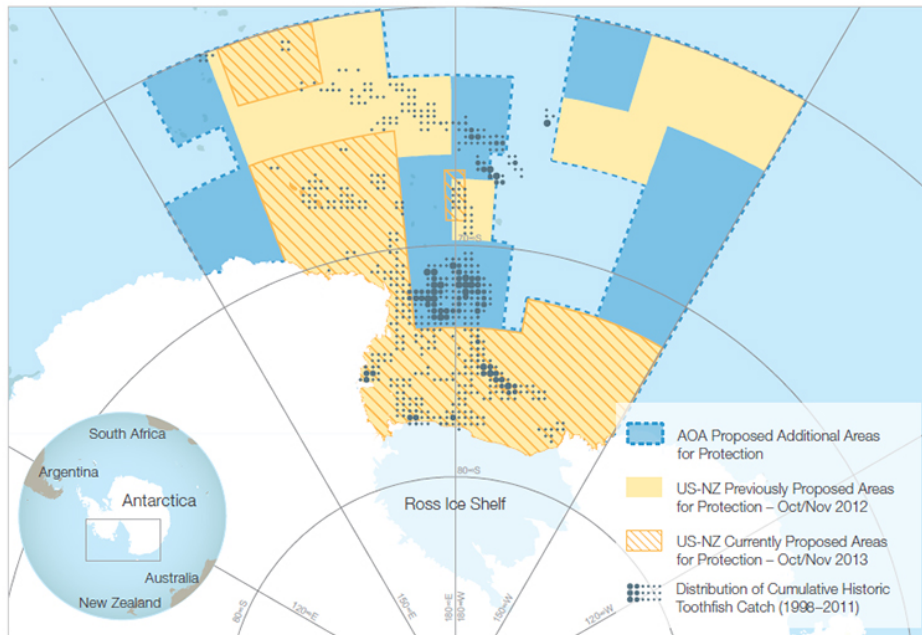 70=S
South Africa
Argentina
Antarctica
Australia
New Zealand
80=S
Ross Ice Shelf
80=S
120=E
150=E
180=E
180=W
150=W
120=W
AOA Proposed Additional Areas
for Protection
US-NZ Previously Proposed Areas
for Protection – Oct/Nov 2012
US-NZ Currently Proposed Areas
for Protection – Oct/Nov 2013
Distribution of Cumulative Historic
Toothfish Catch (1998–2011)